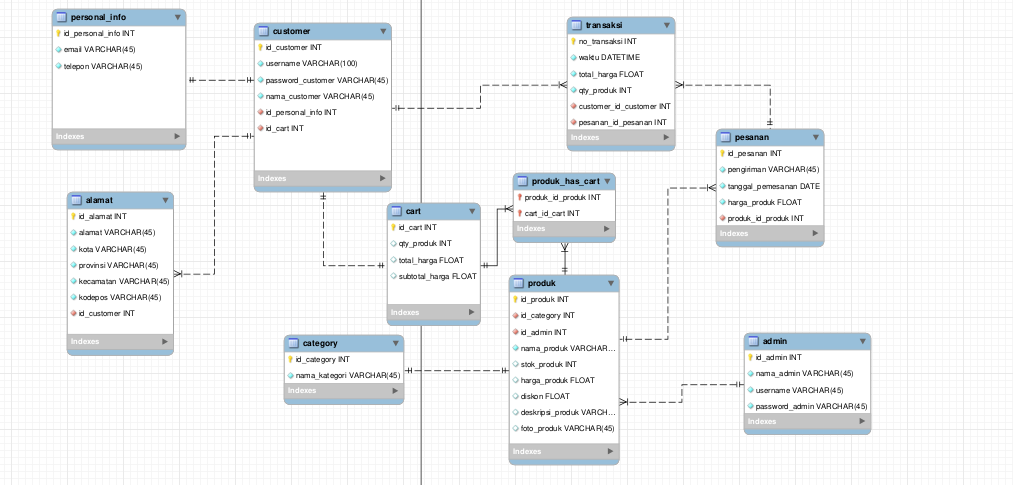 personal_info
id_personal_info INT
email VARCHAR(45)
telepon VARCHAR(45)
Indexes
customer
id_customer INT
username VARCHAR(100)
password_customer VARCHAR(45)
nama_customer VARCHAR(45)
id_personal_info INT
id_cart INT
Indexes
transaksi
no_transaksi INT
waktu DATETIME
total_harga FLOAT
qty_produk INT
customer_id_customer INT
pesanan_id_pesanan INT
Indexes
pesanan
id_pesanan INT
pengiriman VARCHAR(45)
tanggal_pemesanan DATE
harga_produk FLOAT
produk_id_produk INT
Indexes
alamat
id_alamat INT
alamat VARCHAR(45)
kota VARCHAR(45)
provinsi VARCHAR(45)
kecamatan VARCHAR(45)
kodepos VARCHAR(45)
id_customer INT
Indexes
cart
id_cart INT
qty_produk INT
total_harga FLOAT
subtotal_harga FLOAT
Indexes
produk_has_cart
produk_id_produk INT
cart_id_cart INT
Indexes
produk
id_produk INT
id_category INT
id_admin INT
nama_produk VARCHAR...
stok_produk INT
harga_produk FLOAT
diskon FLOAT
deskripsi_produk VARCH...
foto_produk VARCHAR(45)
Indexes
category
id_category INT
nama_kategori VARCHAR(45)
Indexes
admin
id_admin INT
nama_admin VARCHAR(45)
username VARCHAR(45)
password_admin VARCHAR(45)
Indexes